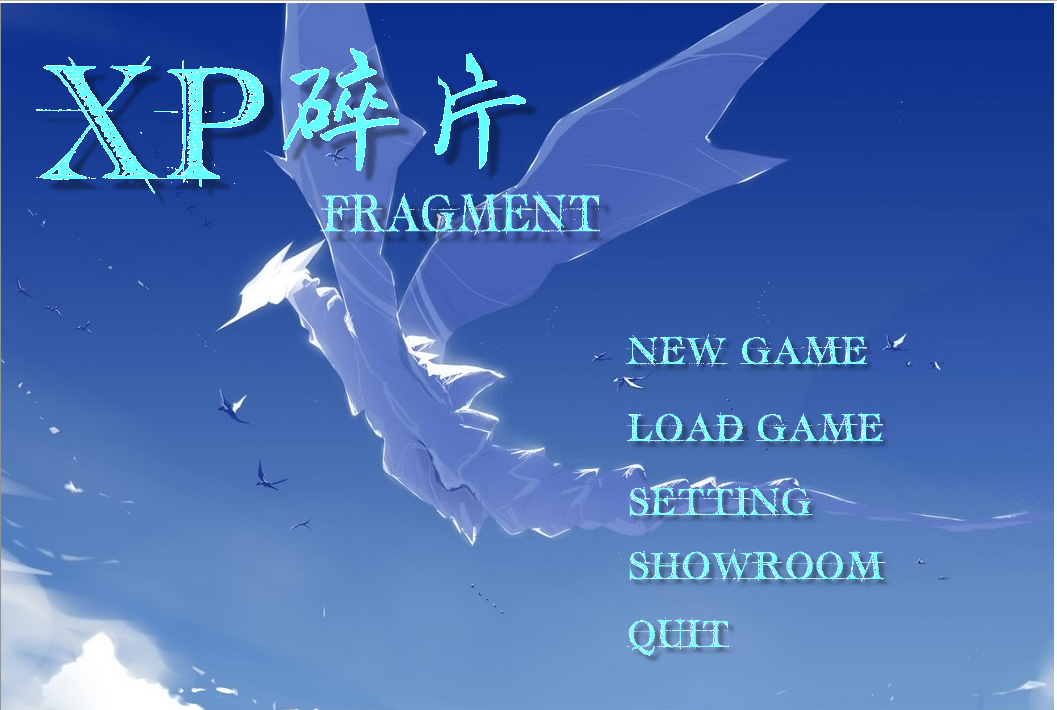 XP碎片
FRAGMENT
NEW GAME
LOAD GAME
SETTING
SHOWROOM
QUIT